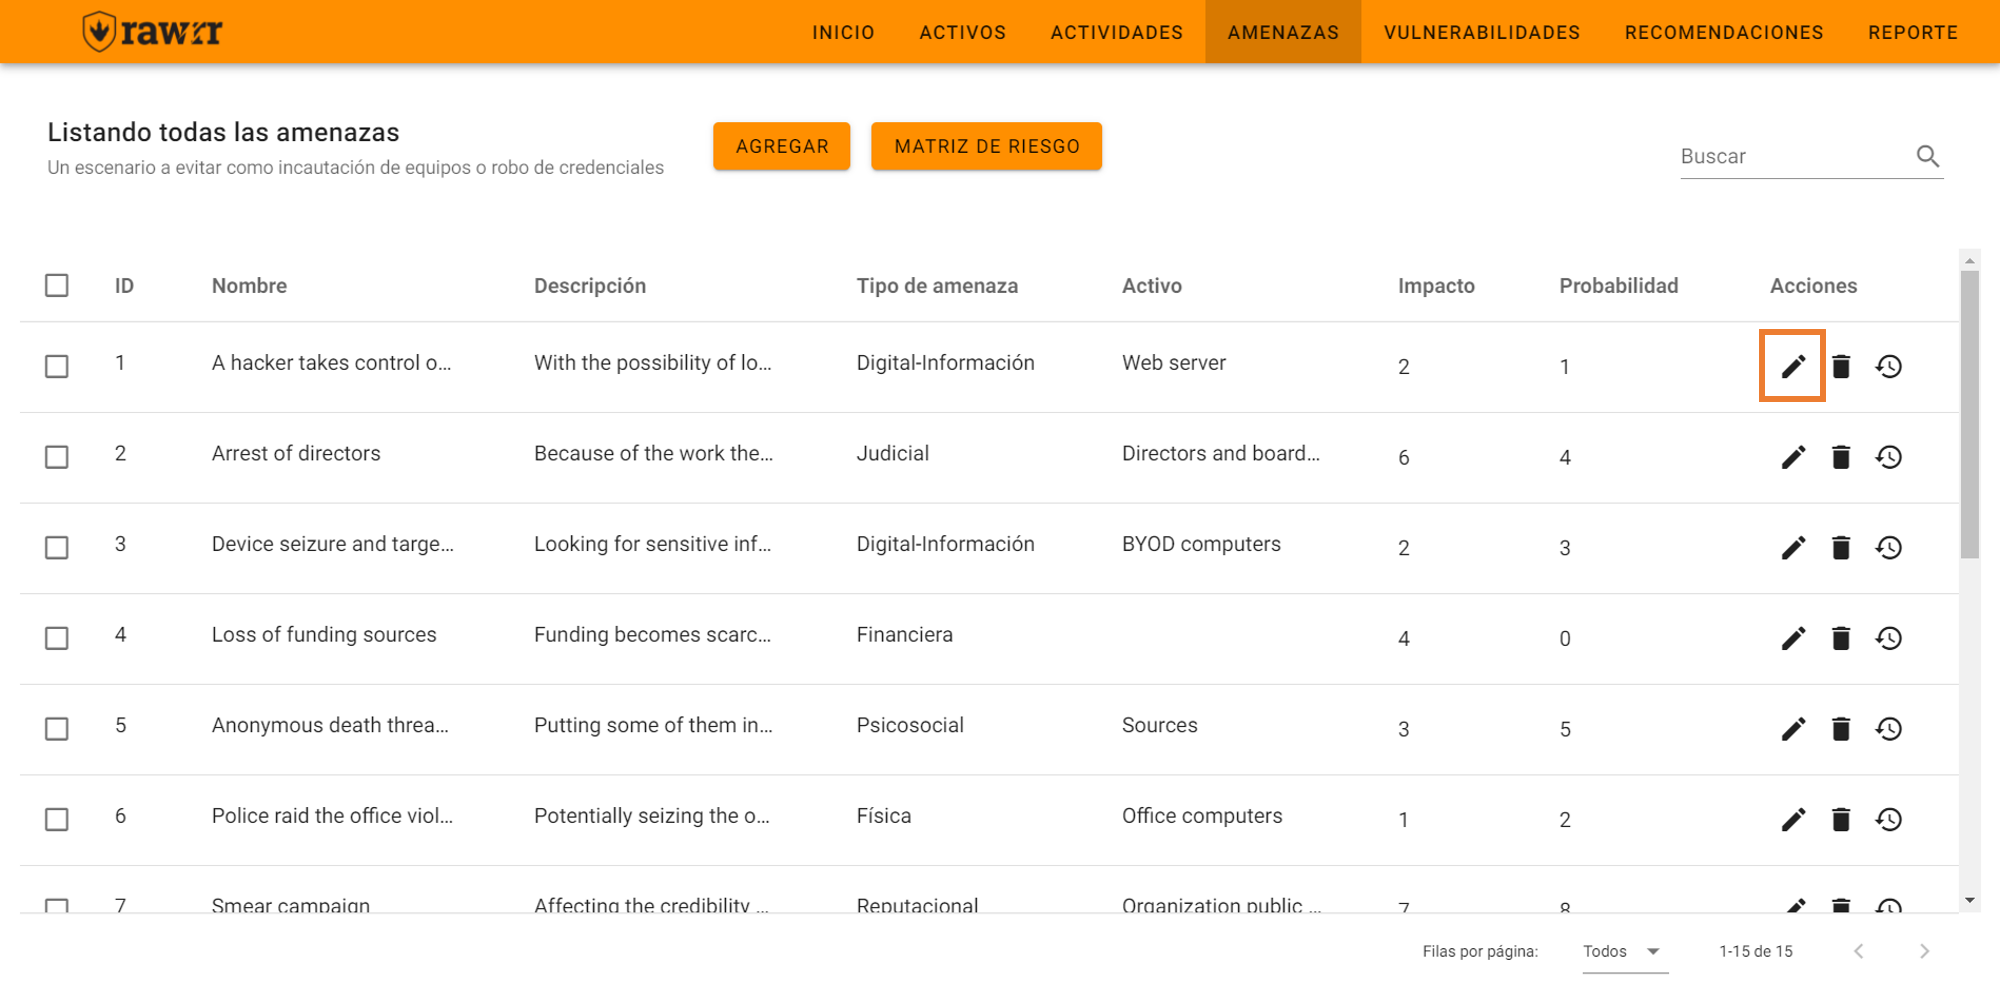 rawrr
INICIO ACTIVOS ACTIVIDADES AMENAZAS VULNERABILIDADES RECOMENDACIONES REPORTE
Listando todas las amenazas
Un escenario a evitar como incautación de equipos o robo de credenciales
AGREGAR MATRIZ DE RIESGO
Buscar
ID Nombre Descripción Tipo de amenaza Activo Impacto Probabilidad Acciones
1 A hacker takes control o... With the possibility of lo... Digital-Información Web server 2 1
2 Arrest of directors Because of the work the... Judicial Directors and board... 6 4
3 Device seizure and targe... Looking for sensitive inf... Digital-Información BYOD computers 2 3
4 Loss of funding sources Funding becomes scarc... Financiera 4 0
5 Anonymous death threa... Putting some of them in... Psicosocial Sources 3 5
6 Police raid the office viol... Potentially seizing the o... Física Office computers 1 2
7 Smear campaign Affecting the credibility ... Reputacional Organization public ... 7 8
Filas por página: Todos 1-15 de 15